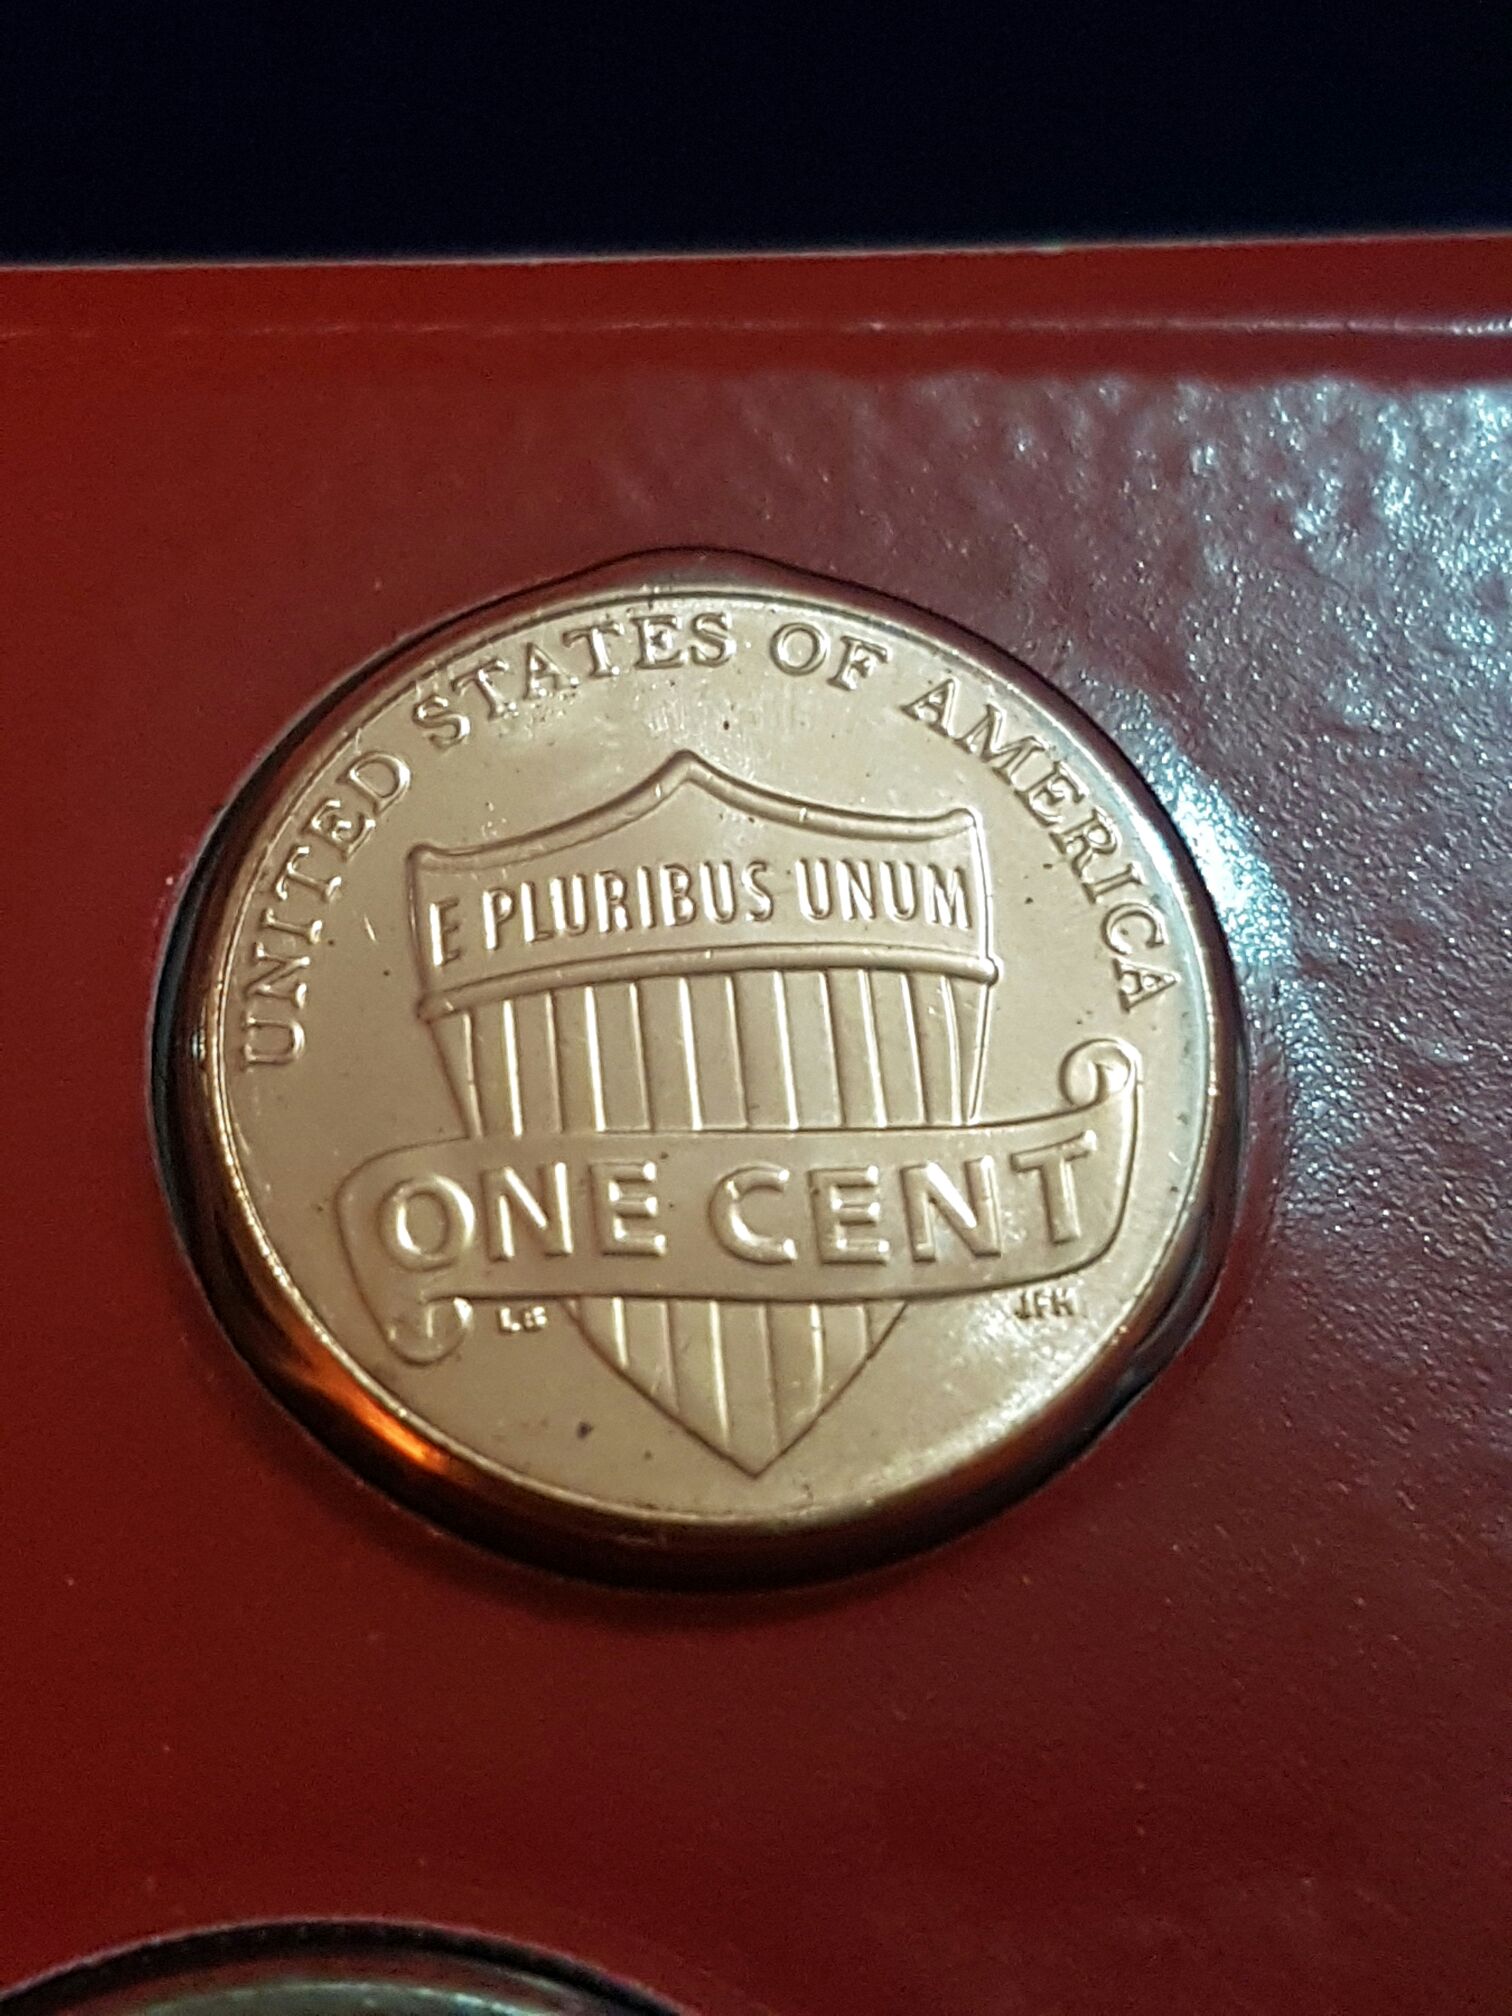 UNITED STATES OF AMERICA
E PLURIBUS UNUM
ONE CENT
LB JFM